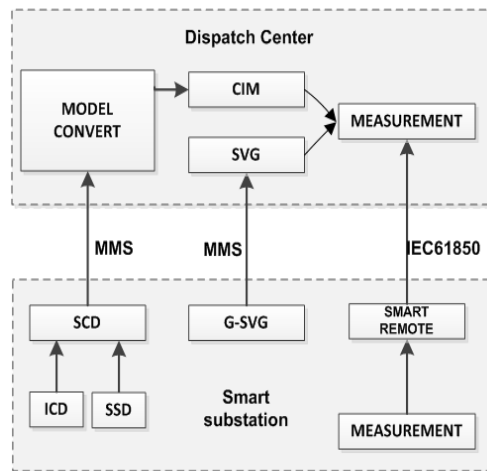 Dispatch Center
MODEL
CONVERT
CIM
SVG
MEASUREMENT
MMS
MMS
IEC61850
SCD
G-SVG
SMART
REMOTE
ICD
SSD
Smart
substation
MEASUREMENT